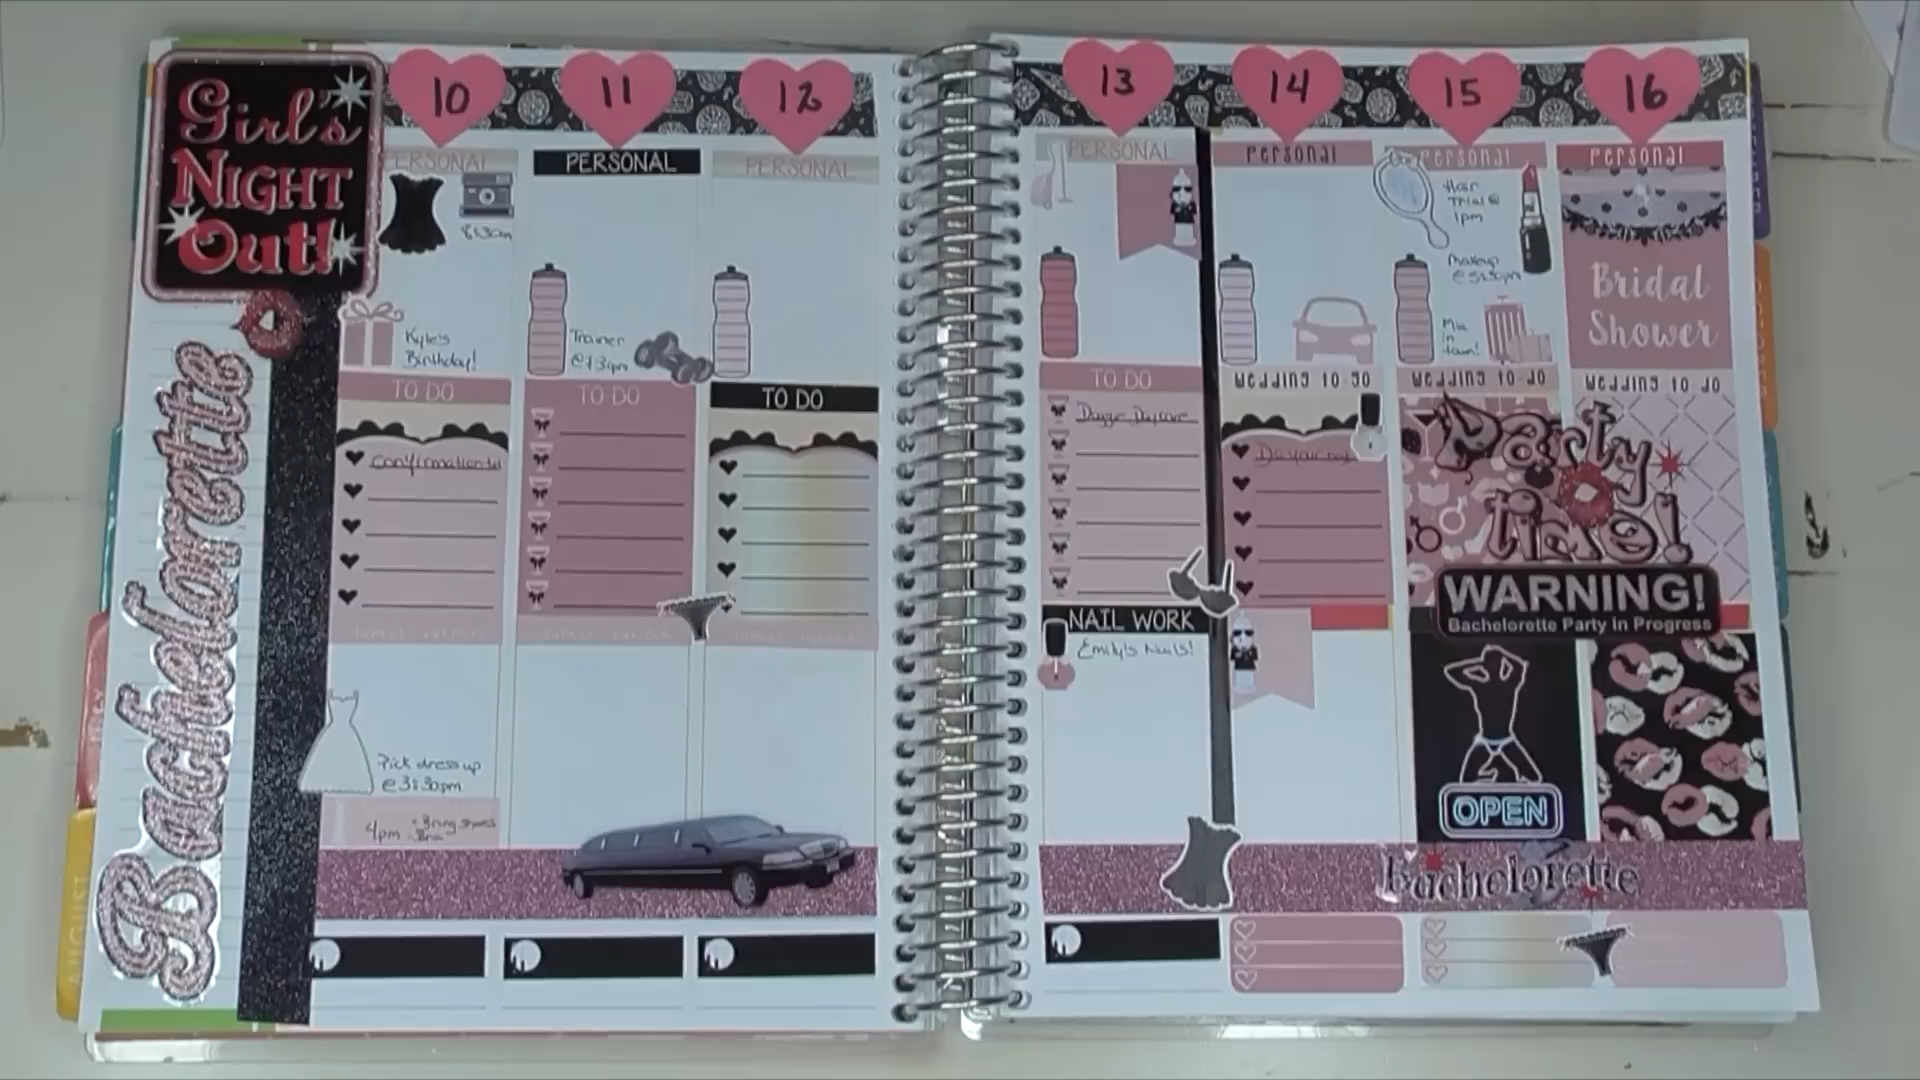 Girl's
NIGHT
Out!
Bachelorette
10
11
12
13
14
15
16
PERSONAL
PERSONAL
PERSONAL
PERSONAL
Personal
Personal
Personal
8:30am
Kyle's
Birthday!
Trainer
Hair
Trial @
1pm
Makeup
@ 5:30pm
Mia
in
town!
Bridal
Shower
TO DO
TO DO
TO DO
TO DO
Wedding to-do
Wedding to-do
Wedding to do
Party
time!
WARNING!
Bachelorette Party In Progress
NAIL WORK
Emily's Nails!
Pick dress up
@ 3:30pm
4pm
OPEN
bachelorette
AUGUST